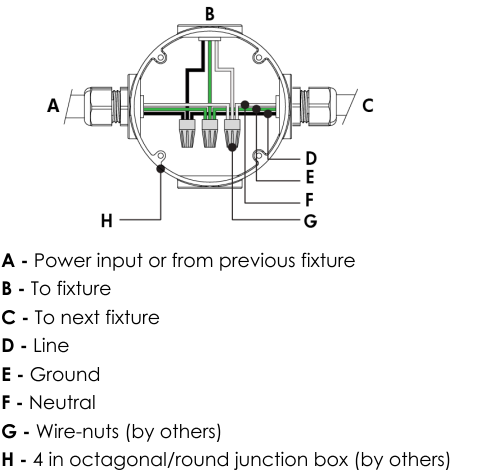 B
A
C
D
E
F
H
G
A - Power input or from previous fixture
B - To fixture
C - To next fixture
D - Line
E - Ground
F - Neutral
G - Wire-nuts (by others)
H - 4 in octagonal/round junction box (by others)